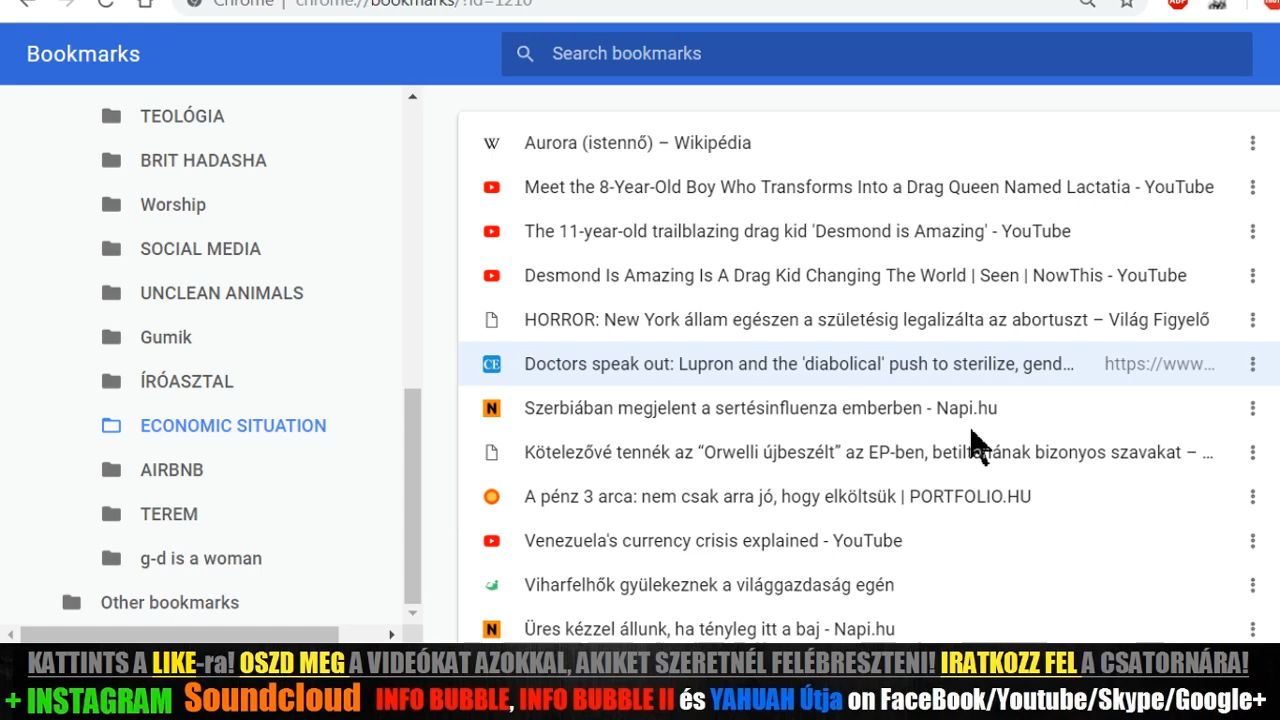 Chrome | chrome://bookmarks/?id=1210
Bookmarks
Search bookmarks
TEOLÓGIA
BRIT HADASHA
Worship
SOCIAL MEDIA
UNCLEAN ANIMALS
Gumik
ÍRÓASZTAL
ECONOMIC SITUATION
AIRBNB
TEREM
g-d is a woman
Other bookmarks
W Aurora (istennő) – Wikipédia
Meet the 8-Year-Old Boy Who Transforms Into a Drag Queen Named Lactatia - YouTube
The 11-year-old trailblazing drag kid 'Desmond is Amazing' - YouTube
Desmond Is Amazing Is A Drag Kid Changing The World | Seen | NowThis - YouTube
HORROR: New York állam egészen a születésig legalizálta az abortuszt – Világ Figyelő
CE Doctors speak out: Lupron and the 'diabolical' push to sterilize, gend... https://www...
N Szerbiában megjelent a sertésinfluenza emberben - Napi.hu
Kötelezővé tennék az “Orwelli újbeszélt” az EP-ben, betiltanának bizonyos szavakat – ...
A pénz 3 arca: nem csak arra jó, hogy elköltsük | PORTFOLIO.HU
Venezuela's currency crisis explained - YouTube
Viharfelhők gyülekeznek a világgazdaság egén
N Üres kézzel állunk, ha tényleg itt a baj - Napi.hu
KATTINTS A LIKE-ra! OSZD MEG A VIDEÓKAT AZOKKAL, AKIKET SZERETNÉL FELÉBRESZTENI! IRATKOZZ FEL A CSATORNÁRA!
+ INSTAGRAM Soundcloud INFO BUBBLE, INFO BUBBLE II és YAHUAH Útja on FaceBook/Youtube/Skype/Google+